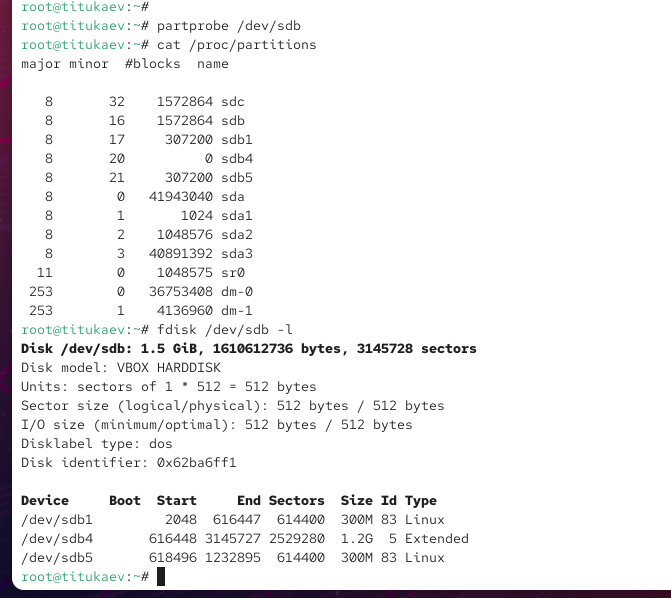 root@titukaev:~#
root@titukaev:~# partprobe /dev/sdb
root@titukaev:~# cat /proc/partitions
major minor  #blocks  name
   8       32    1572864 sdc
   8       16    1572864 sdb
   8       17     307200 sdb1
   8       20          0 sdb4
   8       21     307200 sdb5
   8        0   41943040 sda
   8        1       1024 sda1
   8        2    1048576 sda2
   8        3   40891392 sda3
  11        0    1048575 sr0
 253        0   36753408 dm-0
 253        1    4136960 dm-1
root@titukaev:~# fdisk /dev/sdb -l
Disk /dev/sdb: 1.5 GiB, 1610612736 bytes, 3145728 sectors
Disk model: VBOX HARDDISK
Units: sectors of 1 * 512 = 512 bytes
Sector size (logical/physical): 512 bytes / 512 bytes
I/O size (minimum/optimal): 512 bytes / 512 bytes
Disklabel type: dos
Disk identifier: 0x62ba6ff1
Device     Boot  Start     End Sectors  Size Id Type
/dev/sdb1         2048  616447  614400  300M 83 Linux
/dev/sdb4       616448 3145727 2529280  1.2G  5 Extended
/dev/sdb5       618496 1232895  614400  300M 83 Linux
root@titukaev:~#